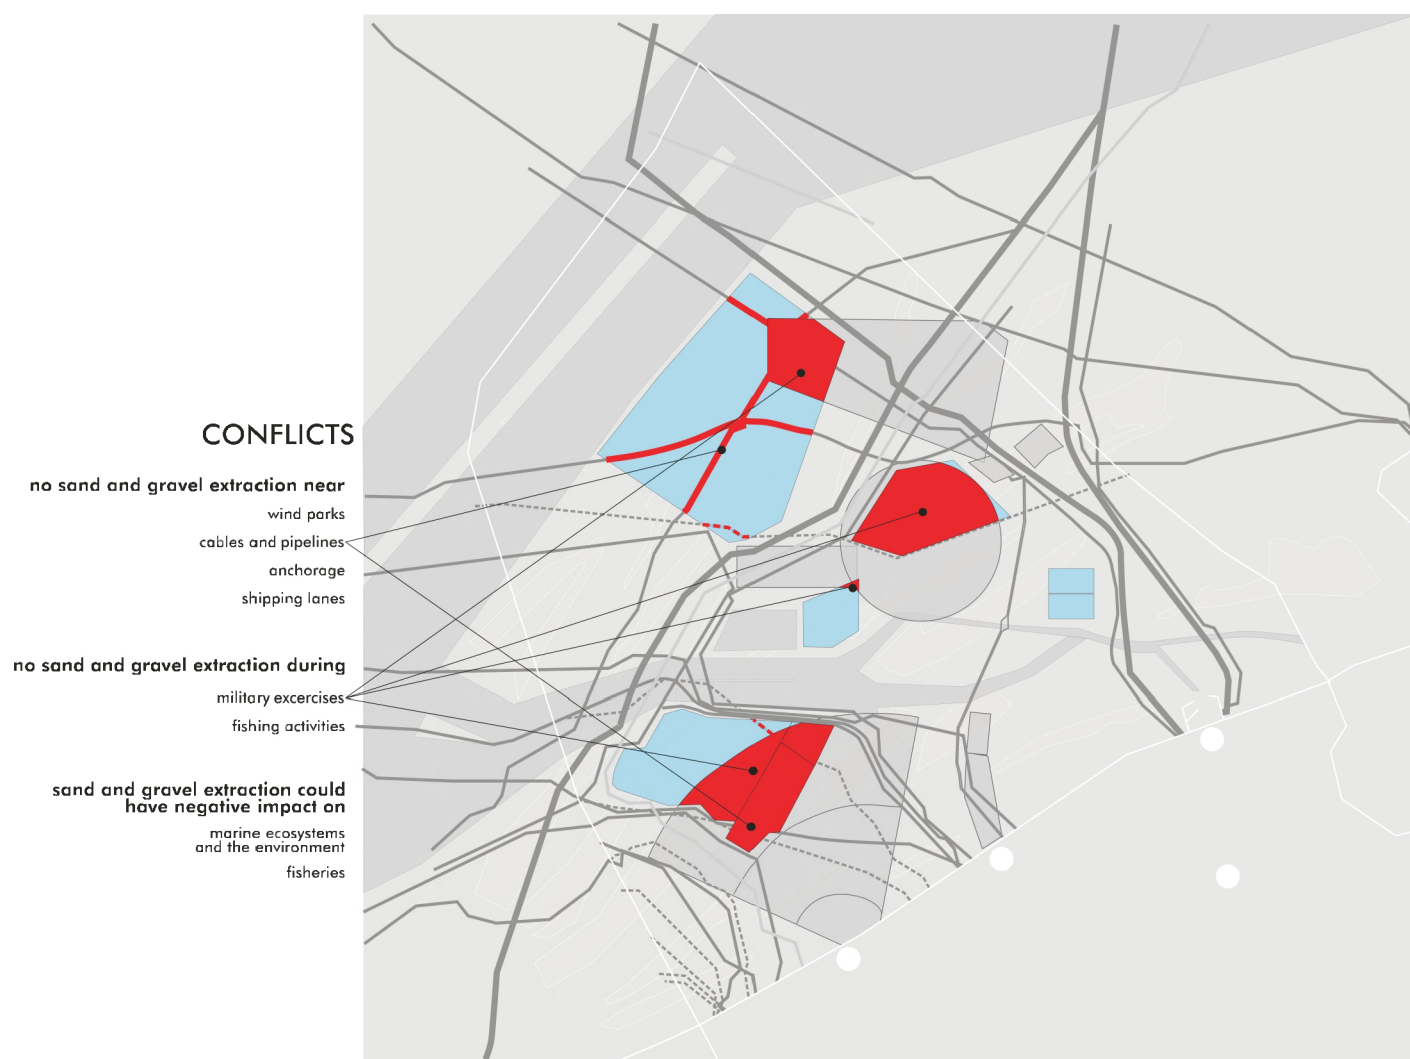 CONFLICTS
no sand and gravel extraction near
wind parks
cables and pipelines
anchorage
shipping lanes
no sand and gravel extraction during
military excercises
fishing activities
sand and gravel extraction could
have negative impact on
marine ecosystems
and the environment
fisheries